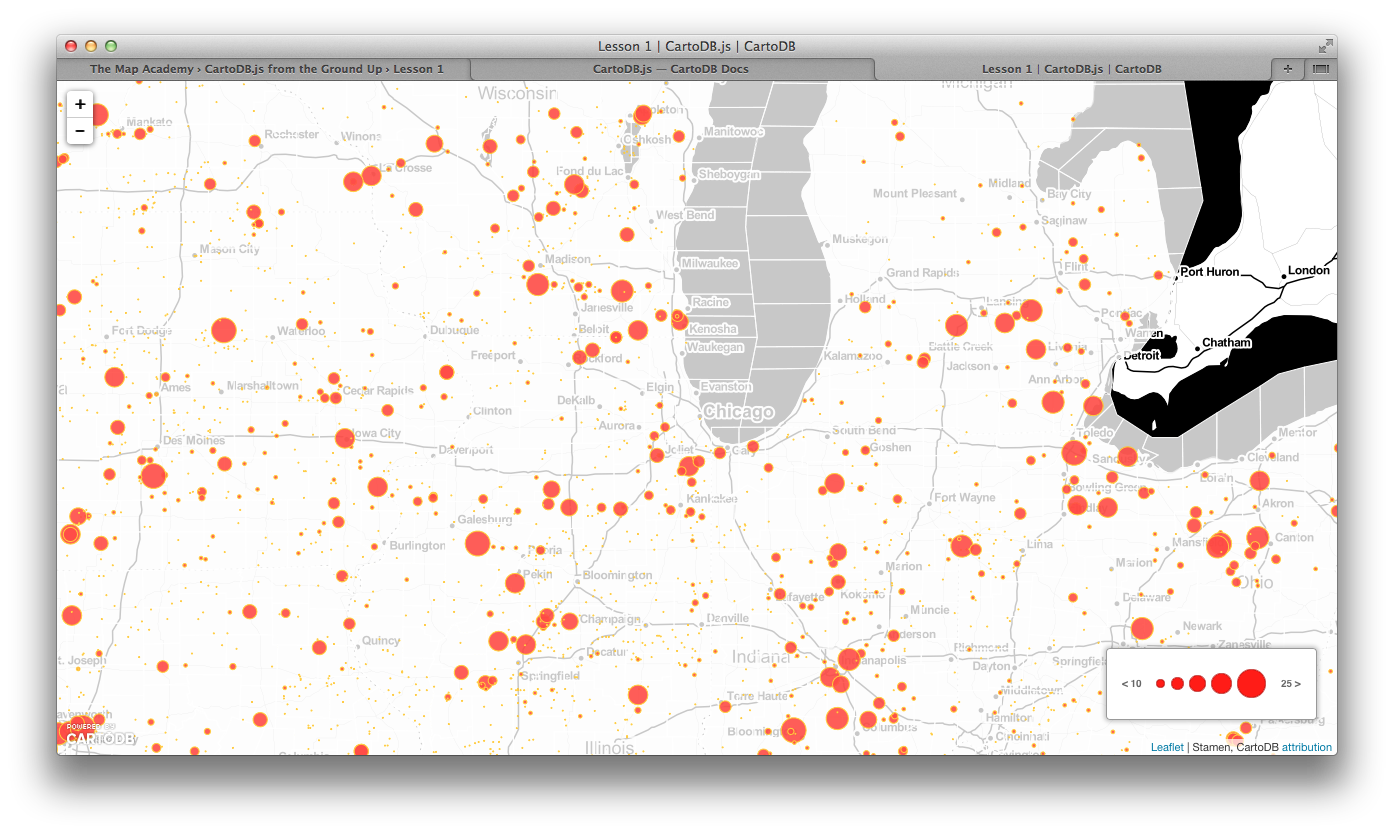 Lesson 1 | CartoDB.js | CartoDB
The Map Academy › CartoDB.js from the Ground Up › Lesson 1
CartoDB.js — CartoDB Docs
Lesson 1 | CartoDB.js | CartoDB
+
−
Wisconsin
Michigan
Mankato
Rochester
Winona
Oshkosh
Manitowoc
La Crosse
Fond du Lac
Sheboygan
Mount Pleasant
Midland
Bay City
West Bend
Saginaw
Muskegon
Mason City
Madison
Milwaukee
Grand Rapids
Flint
Port Huron
London
Janesville
Racine
Holland
Lansing
Pontiac
Fort Dodge
Waterloo
Dubuque
Beloit
Kenosha
Warren
Freeport
Waukegan
Kalamazoo
Battle Creek
Livonia
Detroit
Chatham
Jackson
Ames
Marshalltown
Cedar Rapids
Elgin
Evanston
Ann Arbor
DeKalb
Chicago
Clinton
Aurora
South Bend
Toledo
Mentor
Des Moines
Iowa City
Davenport
Joliet
Gary
Goshen
Sandusky
Cleveland
Lorain
Bowling Green
Kankakee
Fort Wayne
Akron
Galesburg
Burlington
Peoria
Lima
Mansfield
Canton
Pekin
Bloomington
Marion
Marion
Ohio
Lafayette
Kokomo
Delaware
Muncie
Champaign
Danville
Newark
Quincy
Anderson
Decatur
Indiana
Richmond
Zanesville
St. Joseph
Dayton
Springfield
Springfield
Middletown
Terre Haute
Hamilton
Bloomington
Columbus
Cincinnati
Covington
Illinois
Columbia
Parkersburg
< 10
25 >
POWERED BY
CARTODB
Leaflet | Stamen, CartoDB attribution